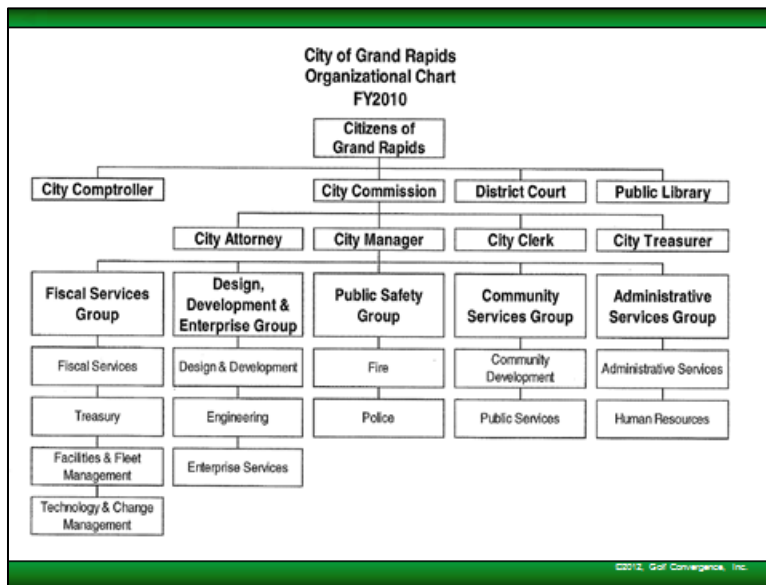 City of Grand Rapids
Organizational Chart
FY2010
Citizens of
Grand Rapids
City Comptroller
City Commission
District Court
Public Library
City Attorney
City Manager
City Clerk
City Treasurer
Fiscal Services
Group
Design,
Development &
Enterprise Group
Public Safety
Group
Community
Services Group
Administrative
Services Group
Fiscal Services
Design & Development
Fire
Community
Development
Administrative Services
Treasury
Engineering
Police
Public Services
Human Resources
Facilities & Fleet
Management
Enterprise Services
Technology & Change
Management
©2012, Golf Convergence, Inc.